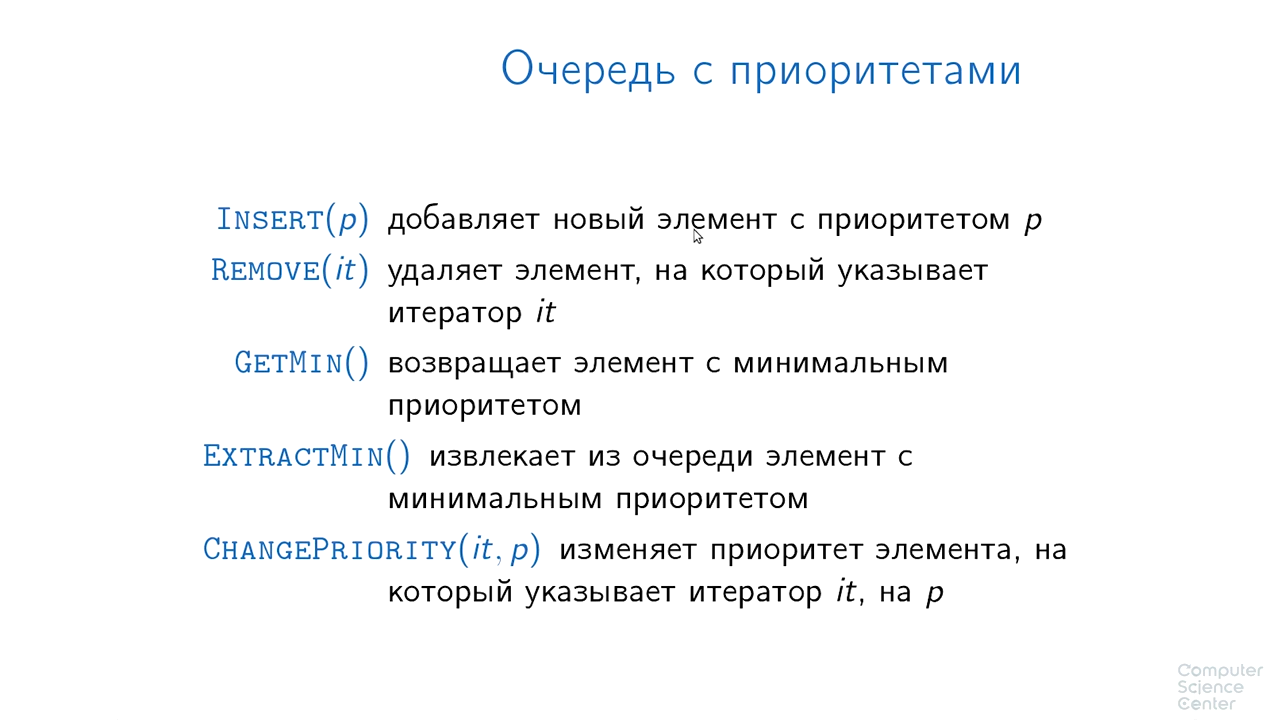 Очередь с приоритетами
INSERT(p) добавляет новый элемент с приоритетом p
REMOVE(it) удаляет элемент, на который указывает
итератор it
GETMIN() возвращает элемент с минимальным
приоритетом
EXTRACTMIN() извлекает из очереди элемент с
минимальным приоритетом
CHANGEPRIORITY(it, p) изменяет приоритет элемента, на
который указывает итератор it, на p
Computer
Science
Center